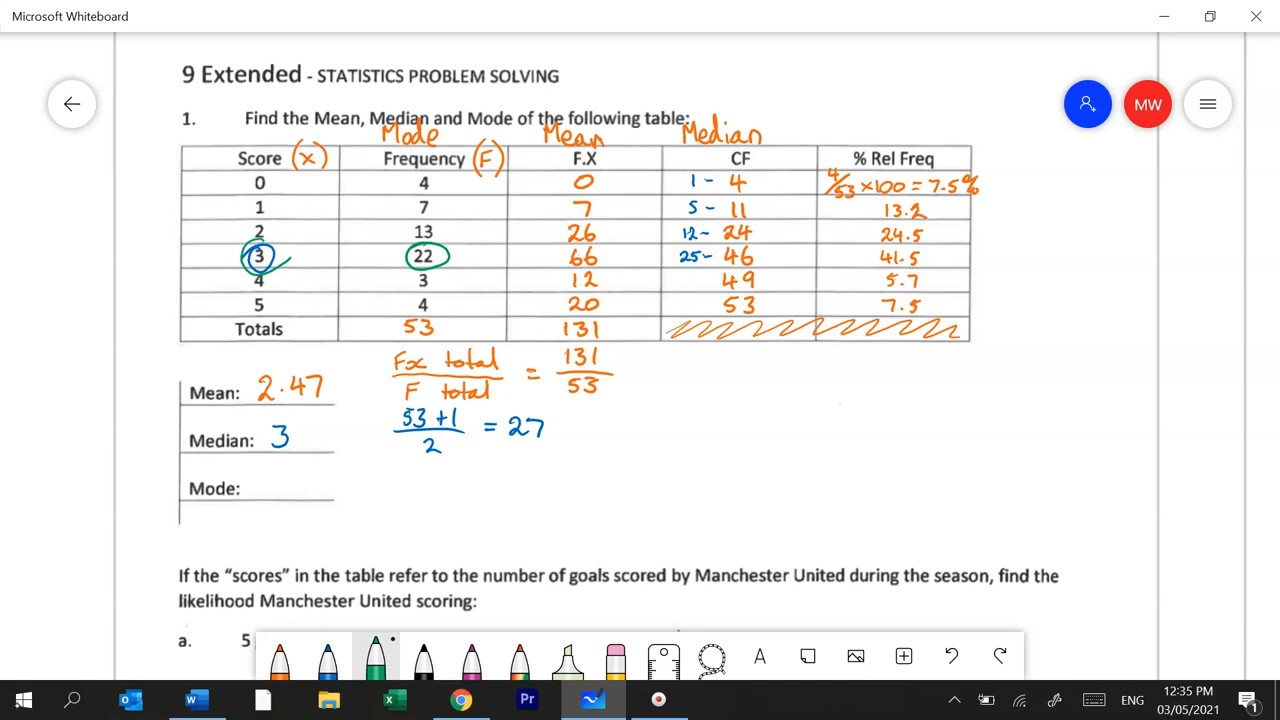 Microsoft Whiteboard
9 Extended - STATISTICS PROBLEM SOLVING
MW
1. Find the Mean, Median and Mode of the following table:
Mode Mean Median
Score (x) Frequency (F) F.X CF % Rel Freq
0 4 0 1 - 4 4/53 ×100 = 7.5%
1 7 7 5 - 11 13.2
2 13 26 12 - 24 24.5
3 22 66 25 - 46 41.5
4 3 12 49 5.7
5 4 20 53 7.5
Totals 53 131
Fx total = 131
F total 53
Mean: 2.47
53 + 1 = 27
2
Median: 3
Mode:
If the “scores” in the table refer to the number of goals scored by Manchester United during the season, find the
likelihood Manchester United scoring:
a. 5
A
Pr
ENG
12:35 PM
03/05/2021
1